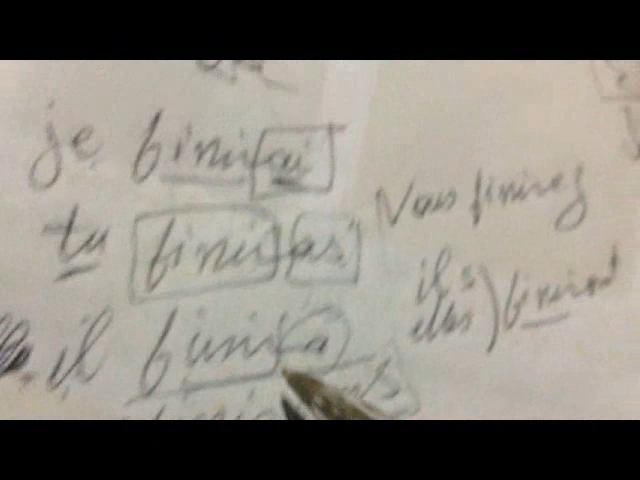 je finirai
tu finiras
il finira
Vous finirez
ils
elles) finiront